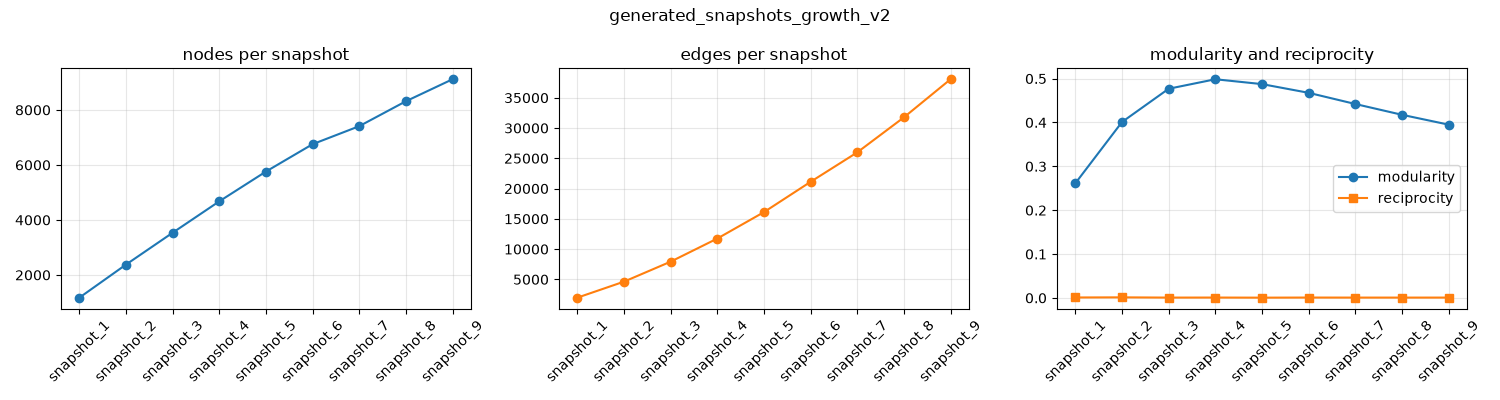 generated_snapshots_growth_v2
nodes per snapshot
8000
6000
4000
2000
snapshot_1
snapshot_2
snapshot_3
snapshot_4
snapshot_5
snapshot_6
snapshot_7
snapshot_8
snapshot_9
edges per snapshot
35000
30000
25000
20000
15000
10000
5000
snapshot_1
snapshot_2
snapshot_3
snapshot_4
snapshot_5
snapshot_6
snapshot_7
snapshot_8
snapshot_9
modularity and reciprocity
0.5
0.4
0.3
0.2
0.1
0.0
modularity
reciprocity
snapshot_1
snapshot_2
snapshot_3
snapshot_4
snapshot_5
snapshot_6
snapshot_7
snapshot_8
snapshot_9